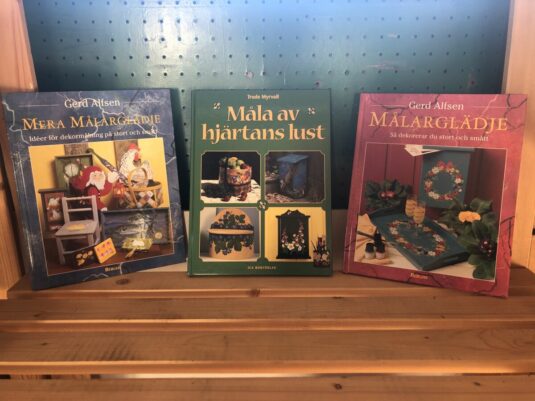 Gerd Alfsen
MERA MÅLARGLÄDJE
Idéer för dekormålning på stort och smått
Trude Myrvoll
Måla av
hjärtans lust
ICA BOKFÖRLAG
Gerd Alfsen
MÅLARGLÄDJE
Så dekorerar du stort och smått